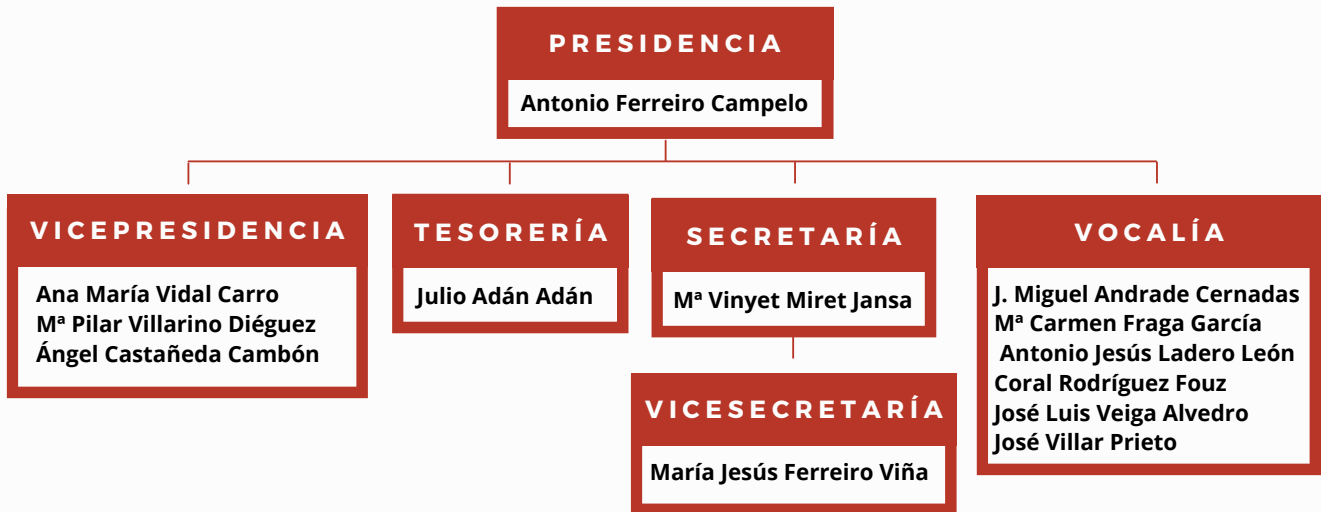 PRESIDENCIA
Antonio Ferreiro Campelo
VICEPRESIDENCIA
Ana María Vidal Carro
Mª Pilar Villarino Diéguez
Ángel Castañeda Cambón
TESORERÍA
Julio Adán Adán
SECRETARÍA
Mª Vinyet Miret Jansa
VICESECRETARÍA
María Jesús Ferreiro Viña
VOCALÍA
J. Miguel Andrade Cernadas
Mª Carmen Fraga García
Antonio Jesús Ladero León
Coral Rodríguez Fouz
José Luis Veiga Alvedro
José Villar Prieto